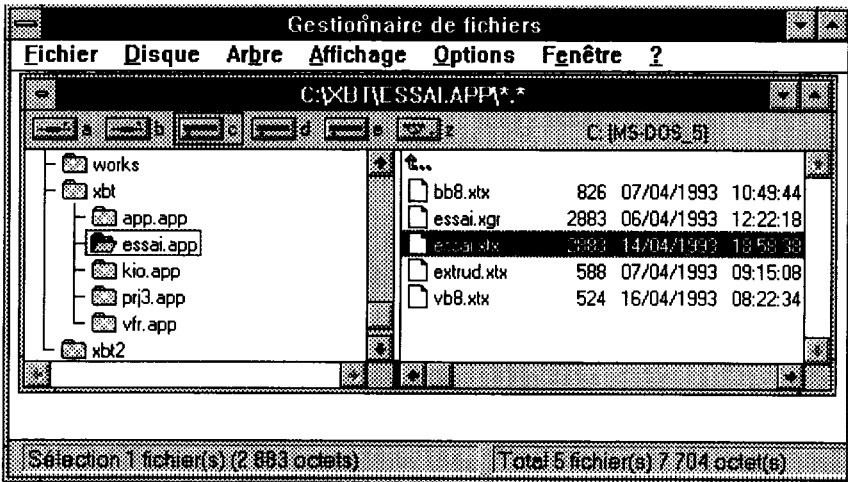 Gestionnaire de fichiers
Fichier Disque Arbre Affichage Options Fenêtre ?
C:\XBT\ESSAI.APP\*.*
a b c d e z C: [MS-DOS_5]
works
xbt
app.app
essai.app
kio.app
prj3.app
vfr.app
xbt2
..
bb8.xtx 826 07/04/1993 10:49:44
essai.xgr 2883 06/04/1993 12:22:18
essai.xtx 2883 14/04/1993
extrud.xtx 588 07/04/1993 09:15:08
vb8.xtx 524 16/04/1993 08:22:34
Sélection 1 fichier(s) (2 883 octets) Total 5 fichier(s) 7 704 octet(s)